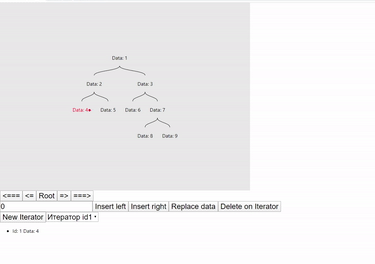 Data: 1
Data: 2 Data: 3
Data: 4 Data: 5 Data: 6 Data: 7
Data: 8 Data: 9
<=== <= Root => ===>
0 Insert left Insert right Replace data Delete on Iterator
New Iterator Итератор id1
Id: 1 Data: 4